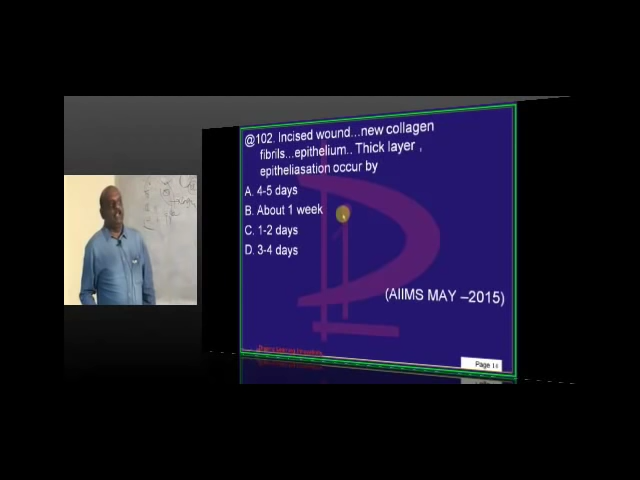 @102. Incised wound...new collagen
fibrils...epithelium.. Thick layer ,
epitheliasation occur by
A. 4-5 days
B. About 1 week
C. 1-2 days
D. 3-4 days
(AIIMS MAY –2015)
Page 1